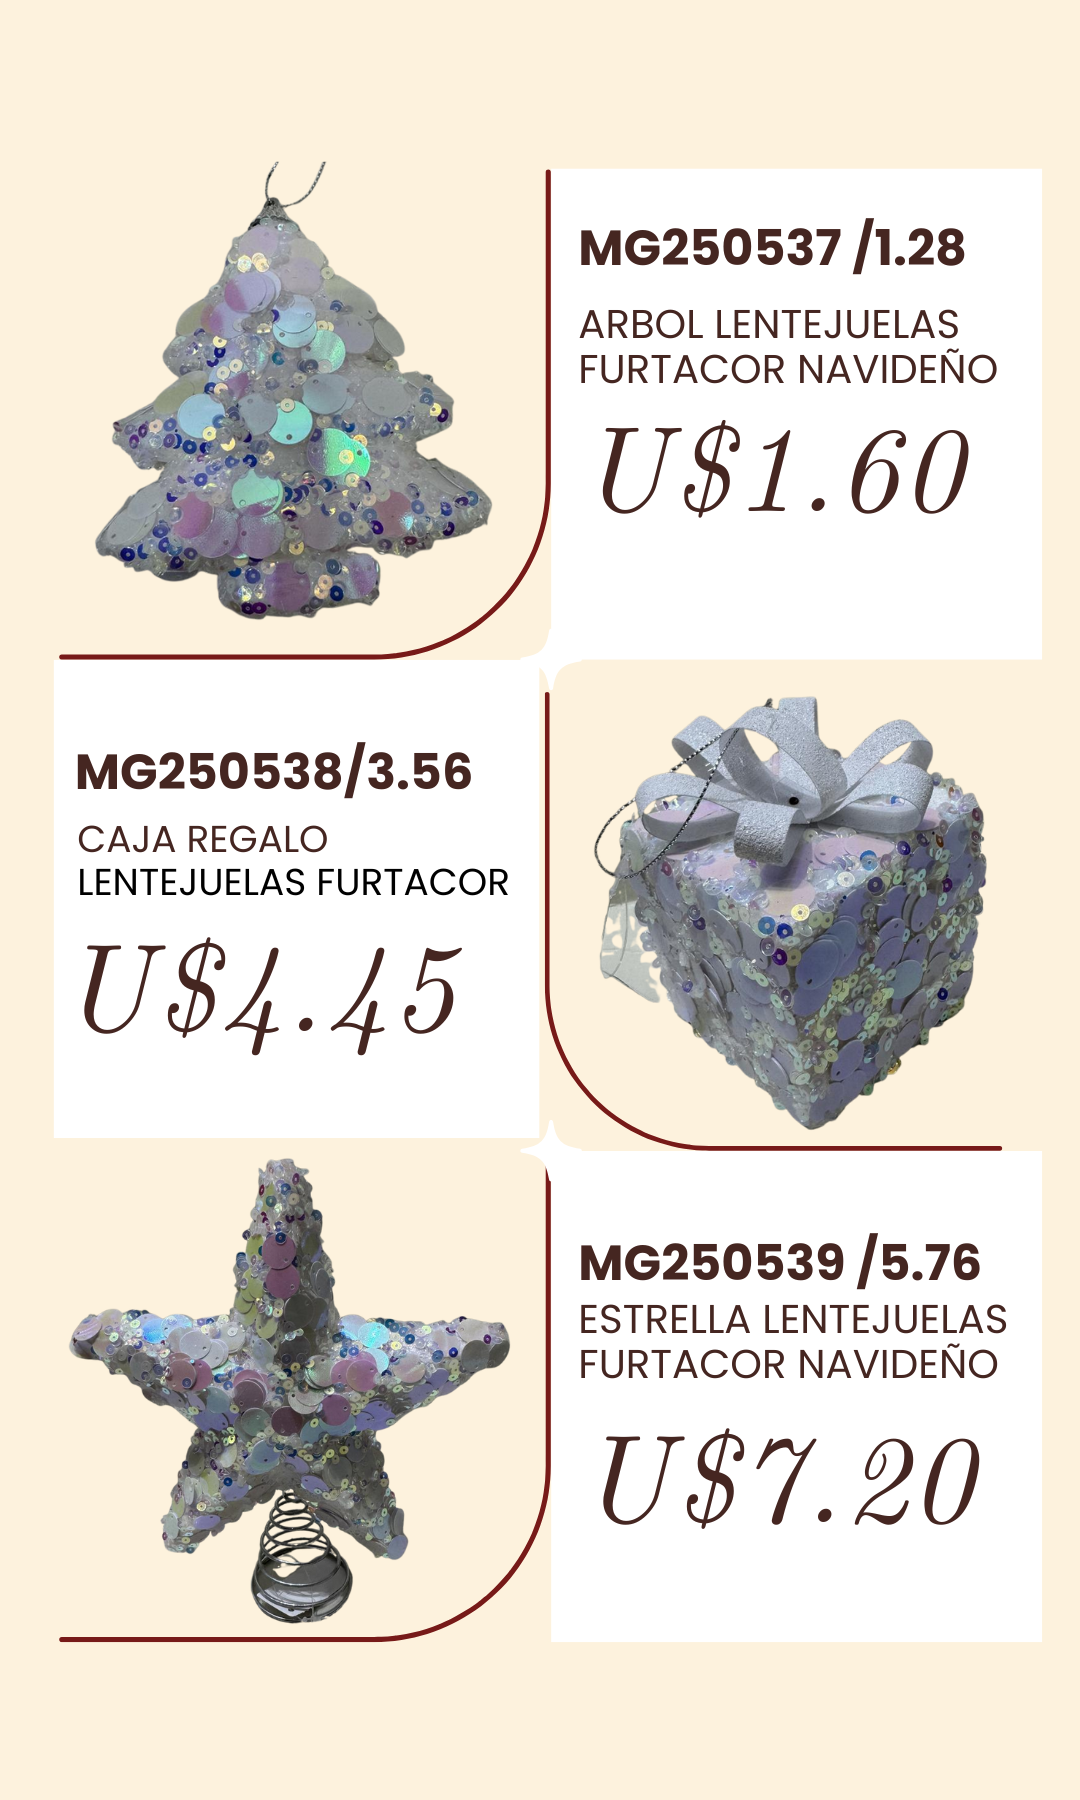 MG250537 /1.28
ARBOL LENTEJUELAS
FURTACOR NAVIDEÑO
U$1.60
MG250538/3.56
CAJA REGALO
LENTEJUELAS FURTACOR
U$4.45
MG250539 /5.76
ESTRELLA LENTEJUELAS
FURTACOR NAVIDEÑO
U$7.20